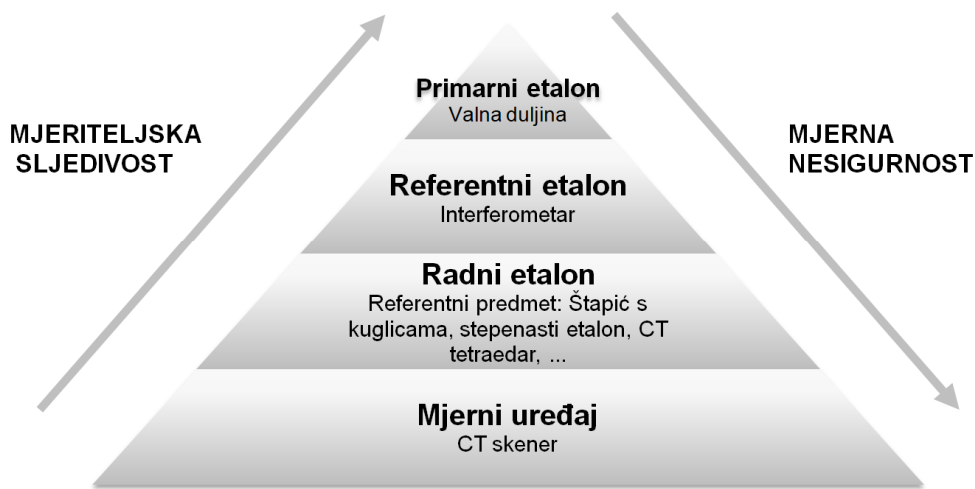 Primarni etalon
Valna duljina
MJERITELJSKA
SLJEDIVOST
MJERNA
NESIGURNOST
Referentni etalon
Interferometar
Radni etalon
Referentni predmet: Štapić s
kuglicama, stepenasti etalon, CT
tetraedar, ...
Mjerni uređaj
CT skener